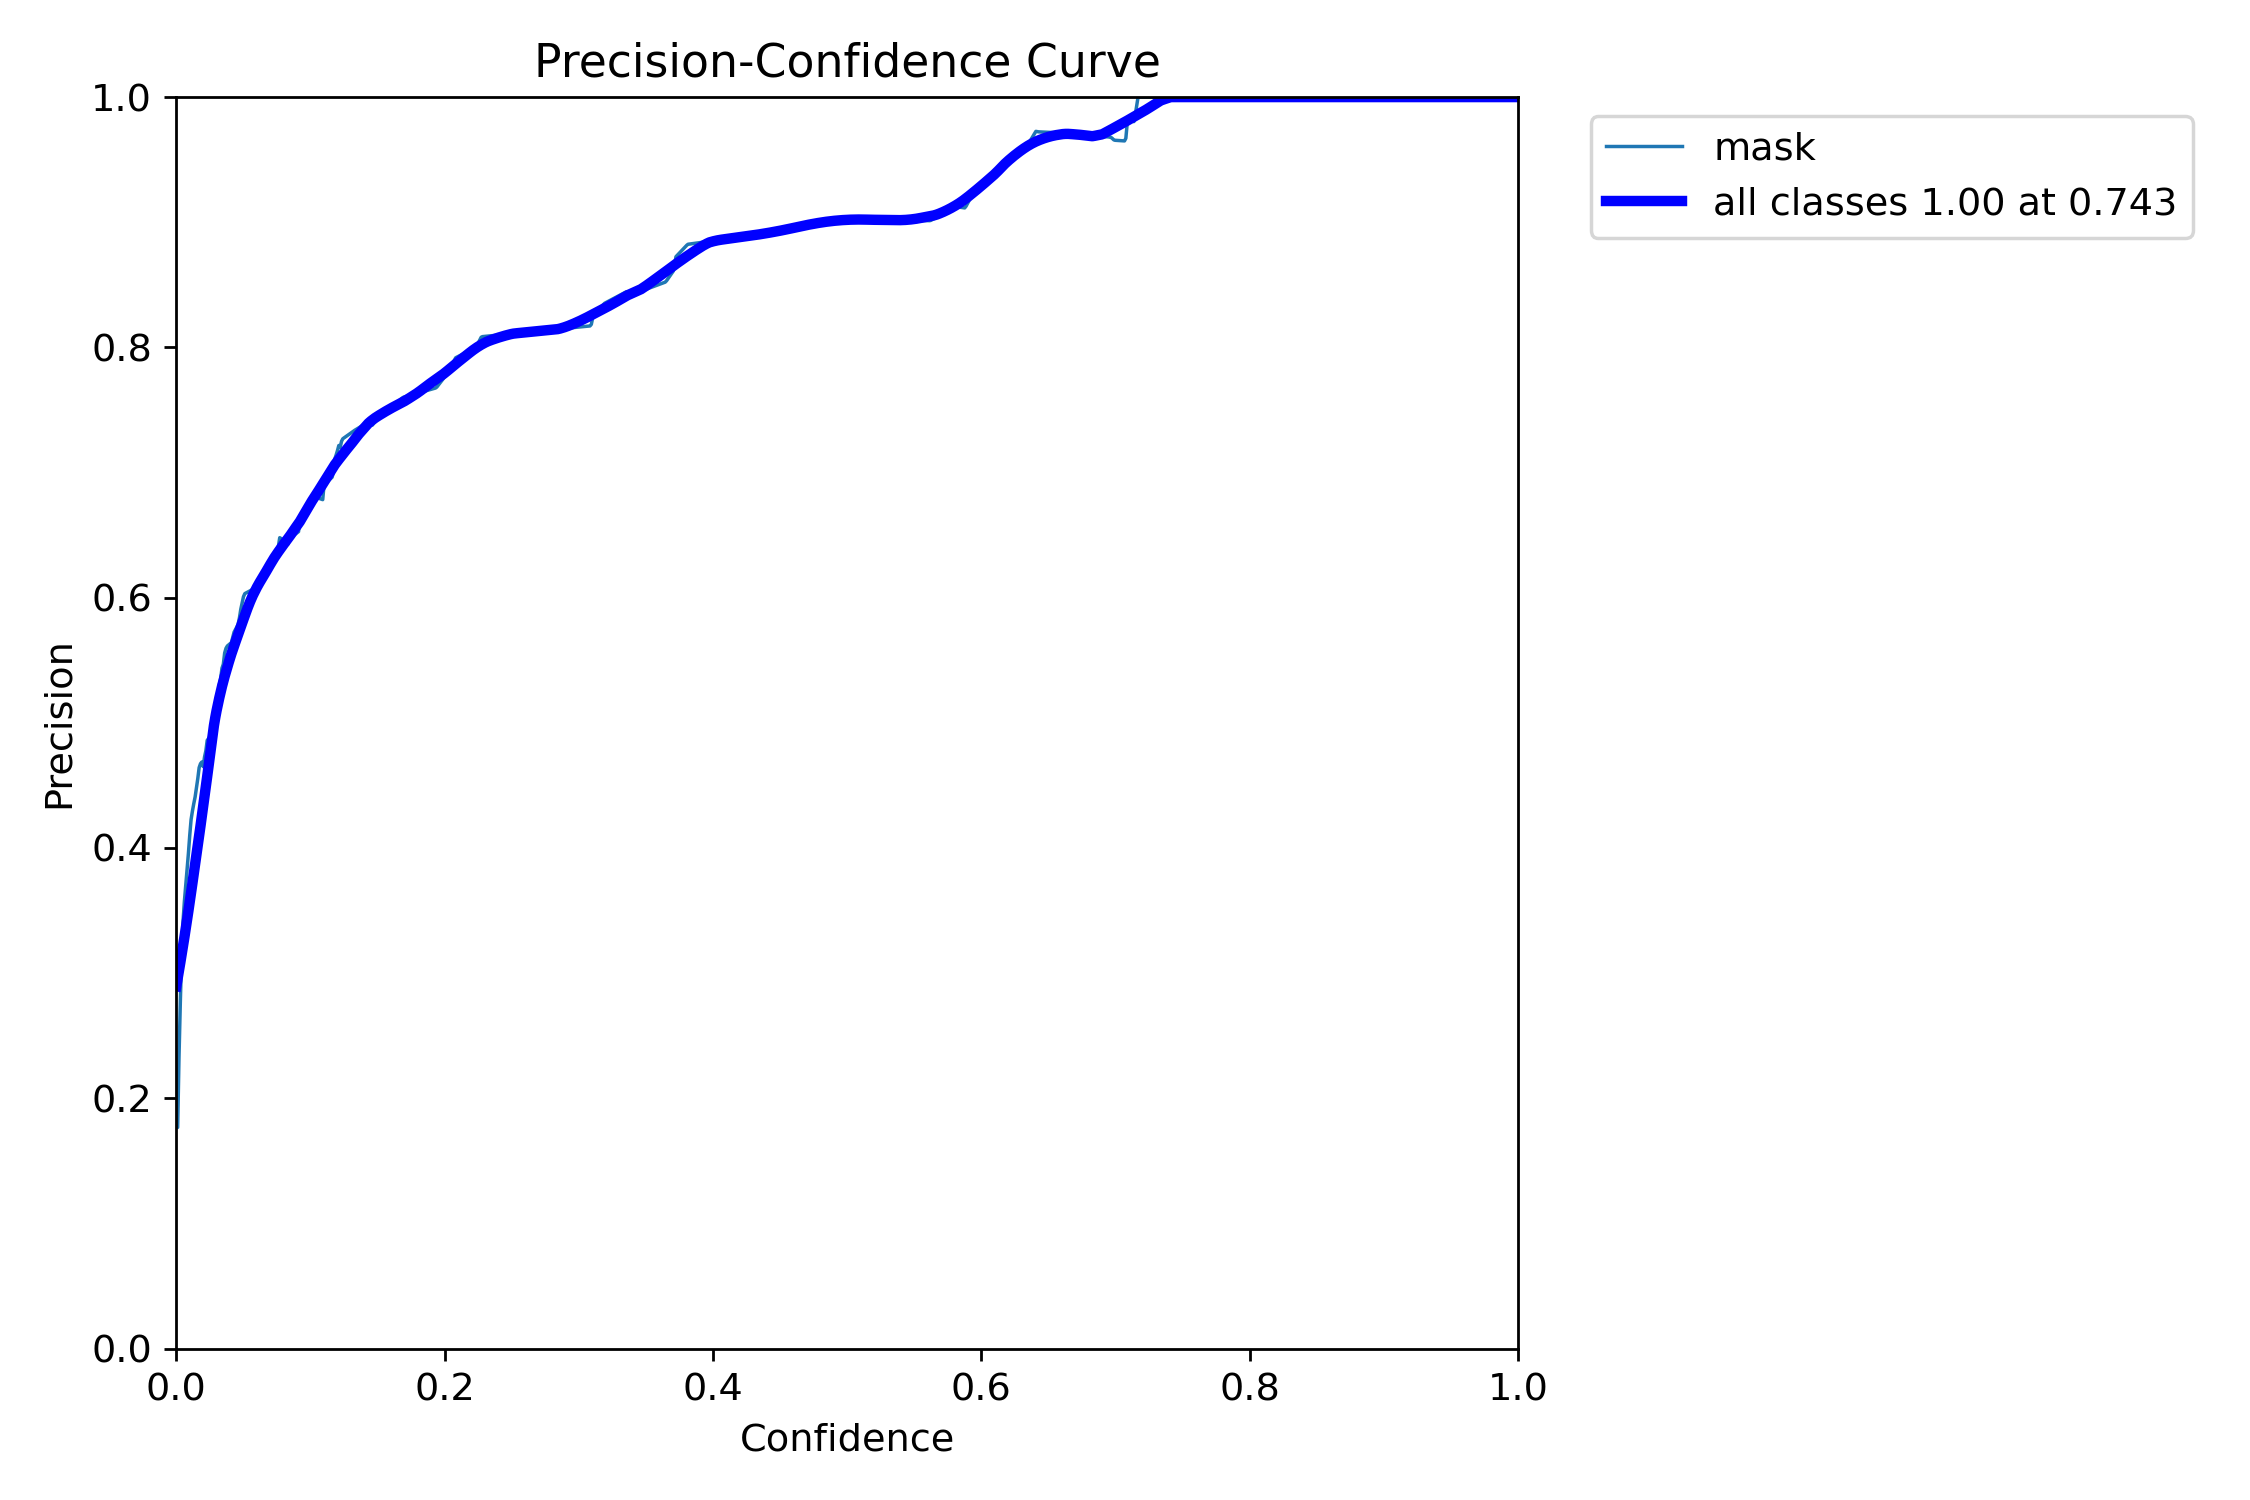 Precision-Confidence Curve
1.0
0.8
0.6
0.4
0.2
0.0
Precision
0.0 0.2 0.4 0.6 0.8 1.0
Confidence
mask
all classes 1.00 at 0.743